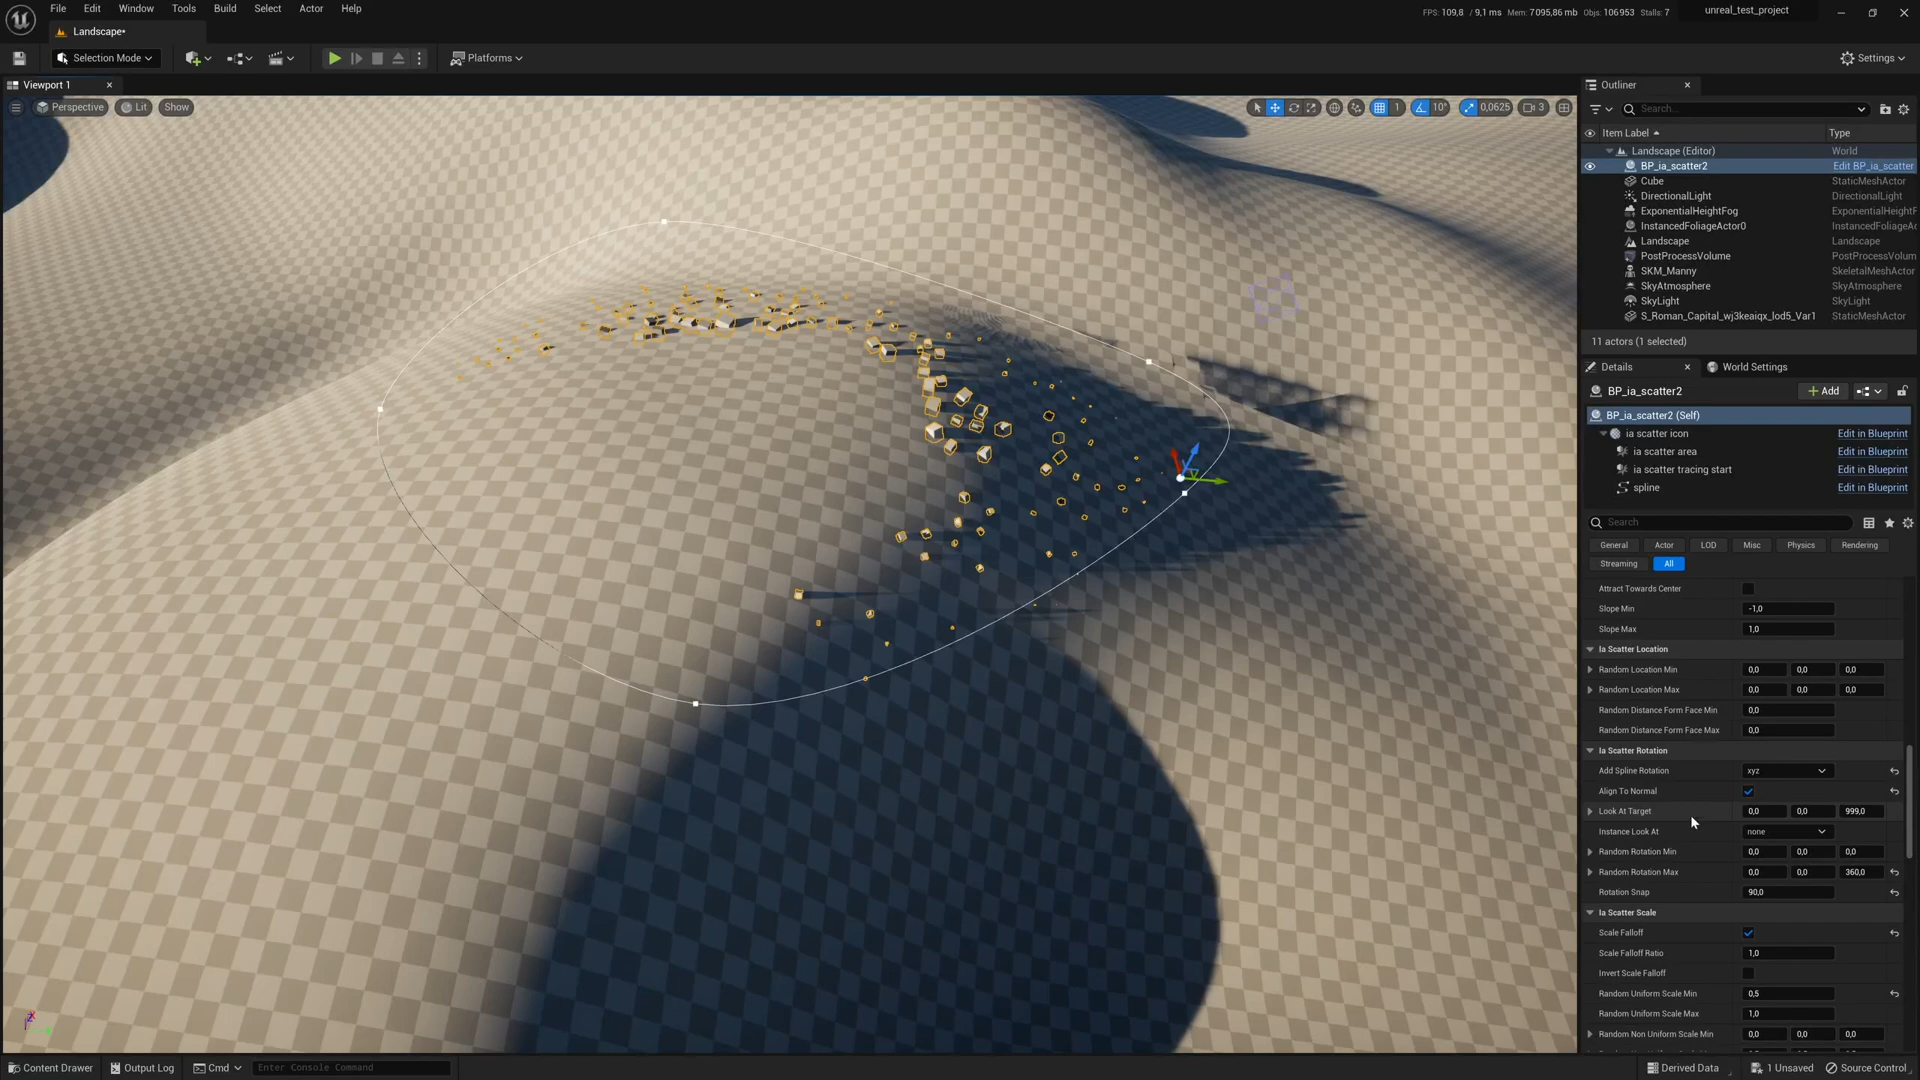 File Edit Window Tools Build Select Actor Help
FPS: 109,8 / 9,1 ms Mem: 7095,86 mb Objs: 106953 Stalls: 7 unreal_test_project
Landscape*
Selection Mode Platforms Settings
Viewport 1
Perspective Lit Show 1 10° 0,0625 3
Outliner
Search...
Item Label Type
Landscape (Editor) World
BP_ia_scatter2 Edit BP_ia_scatter
Cube StaticMeshActor
DirectionalLight DirectionalLight
ExponentialHeightFog ExponentialHeightF
InstancedFoliageActor0 InstancedFoliageAc
Landscape Landscape
PostProcessVolume PostProcessVolum
SKM_Manny SkeletalMeshActor
SkyAtmosphere SkyAtmosphere
SkyLight SkyLight
S_Roman_Capital_wj3keaiqx_lod5_Var1 StaticMeshActor
11 actors (1 selected)
Details World Settings
BP_ia_scatter2 + Add
BP_ia_scatter2 (Self)
ia scatter icon Edit in Blueprint
ia scatter area Edit in Blueprint
ia scatter tracing start Edit in Blueprint
spline Edit in Blueprint
Search
General Actor LOD Misc Physics Rendering
Streaming All
Attract Towards Center
Slope Min -1,0
Slope Max 1,0
Ia Scatter Location
Random Location Min 0,0 0,0 0,0
Random Location Max 0,0 0,0 0,0
Random Distance Form Face Min 0,0
Random Distance Form Face Max 0,0
Ia Scatter Rotation
Add Spline Rotation xyz
Align To Normal
Look At Target 0,0 0,0 999,0
Instance Look At none
Random Rotation Min 0,0 0,0 0,0
Random Rotation Max 0,0 0,0 360,0
Rotation Snap 90,0
Ia Scatter Scale
Scale Falloff
Scale Falloff Ratio 1,0
Invert Scale Falloff
Random Uniform Scale Min 0,5
Random Uniform Scale Max 1,0
Random Non Uniform Scale Min 0,0 0,0 0,0
Content Drawer Output Log Cmd Enter Console Command Derived Data 1 Unsaved Source Control